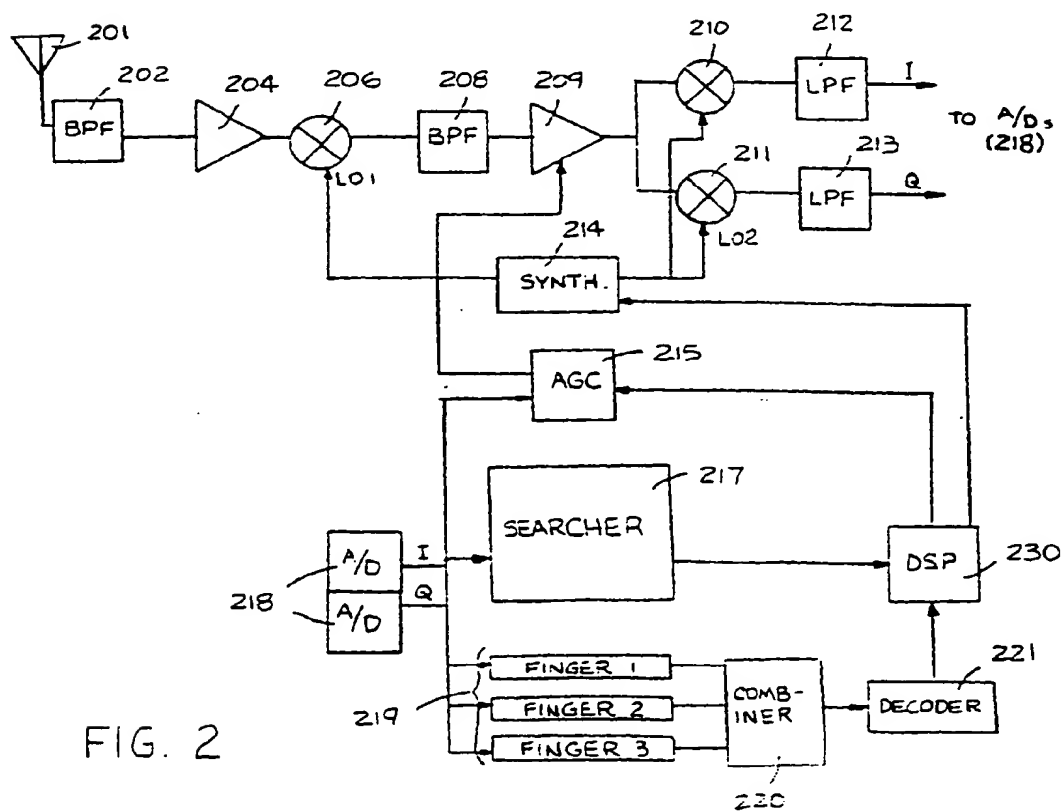 201
202
BPF
204
206
LO1
208
BPF
209
210
212
LPF
I
TO A/Ds
(218)
211
LO2
213
LPF
Q
214
SYNTH.
215
AGC
217
SEARCHER
218
A/D
I
A/D
Q
DSP
230
219
FINGER 1
FINGER 2
FINGER 3
COMB-
INER
220
221
DECODER
FIG. 2